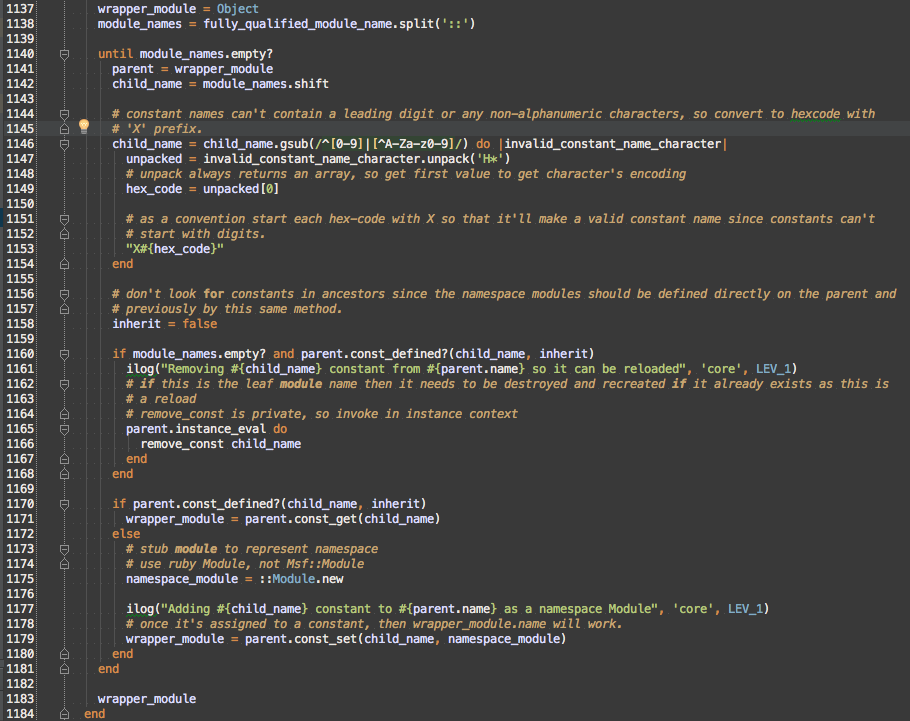 1137 wrapper_module = Object
1138 module_names = fully_qualified_module_name.split('::')
1139
1140 until module_names.empty?
1141 parent = wrapper_module
1142 child_name = module_names.shift
1143
1144 # constant names can't contain a leading digit or any non-alphanumeric characters, so convert to hexcode with
1145 # 'X' prefix.
1146 child_name = child_name.gsub(/^[0-9]|[^A-Za-z0-9]/) do |invalid_constant_name_character|
1147 unpacked = invalid_constant_name_character.unpack('H*')
1148 # unpack always returns an array, so get first value to get character's encoding
1149 hex_code = unpacked[0]
1150
1151 # as a convention start each hex-code with X so that it'll make a valid constant name since constants can't
1152 # start with digits.
1153 "X#{hex_code}"
1154 end
1155
1156 # don't look for constants in ancestors since the namespace modules should be defined directly on the parent and
1157 # previously by this same method.
1158 inherit = false
1159
1160 if module_names.empty? and parent.const_defined?(child_name, inherit)
1161 ilog("Removing #{child_name} constant from #{parent.name} so it can be reloaded", 'core', LEV_1)
1162 # if this is the leaf module name then it needs to be destroyed and recreated if it already exists as this is
1163 # a reload
1164 # remove_const is private, so invoke in instance context
1165 parent.instance_eval do
1166 remove_const child_name
1167 end
1168 end
1169
1170 if parent.const_defined?(child_name, inherit)
1171 wrapper_module = parent.const_get(child_name)
1172 else
1173 # stub module to represent namespace
1174 # use ruby Module, not Msf::Module
1175 namespace_module = ::Module.new
1176
1177 ilog("Adding #{child_name} constant to #{parent.name} as a namespace Module", 'core', LEV_1)
1178 # once it's assigned to a constant, then wrapper_module.name will work.
1179 wrapper_module = parent.const_set(child_name, namespace_module)
1180 end
1181 end
1182
1183 wrapper_module
1184 end